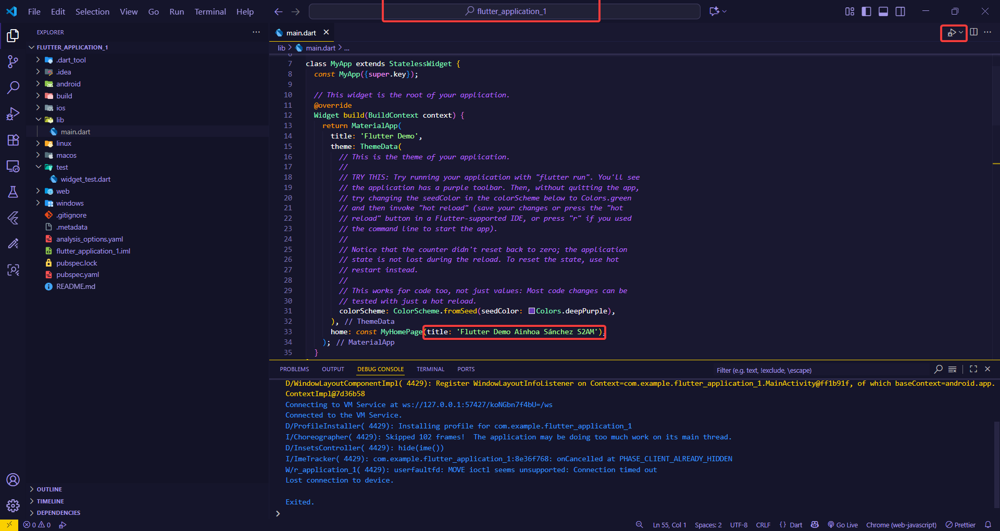 File Edit Selection View Go Run Terminal Help
flutter_application_1
EXPLORER
FLUTTER_APPLICATION_1
.dart_tool
.idea
android
build
ios
lib
main.dart
linux
macos
test
widget_test.dart
web
windows
.gitignore
.metadata
analysis_options.yaml
flutter_application_1.iml
pubspec.lock
pubspec.yaml
README.md
OUTLINE
TIMELINE
DEPENDENCIES
main.dart
lib > main.dart > ...
6
7 class MyApp extends StatelessWidget {
8 const MyApp({super.key});
9
10 // This widget is the root of your application.
11 @override
12 Widget build(BuildContext context) {
13 return MaterialApp(
14 title: 'Flutter Demo',
15 theme: ThemeData(
16 // This is the theme of your application.
17 //
18 // TRY THIS: Try running your application with "flutter run". You'll see
19 // the application has a purple toolbar. Then, without quitting the app,
20 // try changing the seedColor in the colorScheme below to Colors.green
21 // and then invoke "hot reload" (save your changes or press the "hot
22 // reload" button in a Flutter-supported IDE, or press "r" if you used
23 // the command line to start the app).
24 //
25 // Notice that the counter didn't reset back to zero; the application
26 // state is not lost during the reload. To reset the state, use hot
27 // restart instead.
28 //
29 // This works for code too, not just values: Most code changes can be
30 // tested with just a hot reload.
31 colorScheme: ColorScheme.fromSeed(seedColor: Colors.deepPurple),
32 ), // ThemeData
33 home: const MyHomePage(title: 'Flutter Demo Ainhoa Sánchez S2AM'),
34 ); // MaterialApp
35 }
PROBLEMS OUTPUT DEBUG CONSOLE TERMINAL PORTS
Filter (e.g. text, !exclude, \escape)
D/WindowLayoutComponentImpl( 4429): Register WindowLayoutInfoListener on Context=com.example.flutter_application_1.MainActivity@ff1b91f, of which baseContext=android.app.
ContextImpl@7d36b58
Connecting to VM Service at ws://127.0.0.1:57427/koNGbn7f4bU=/ws
Connected to the VM Service.
D/ProfileInstaller( 4429): Installing profile for com.example.flutter_application_1
I/Choreographer( 4429): Skipped 102 frames!  The application may be doing too much work on its main thread.
D/InsetsController( 4429): hide(ime())
I/ImeTracker( 4429): com.example.flutter_application_1:8e36f768: onCancelled at PHASE_CLIENT_ALREADY_HIDDEN
W/r_application_1( 4429): userfaultfd: MOVE ioctl seems unsupported: Connection timed out
Lost connection to device.
Exited.
0 0
Ln 55, Col 1 Spaces: 2 UTF-8 CRLF {} Dart Go Live Chrome (web-javascript) Prettier